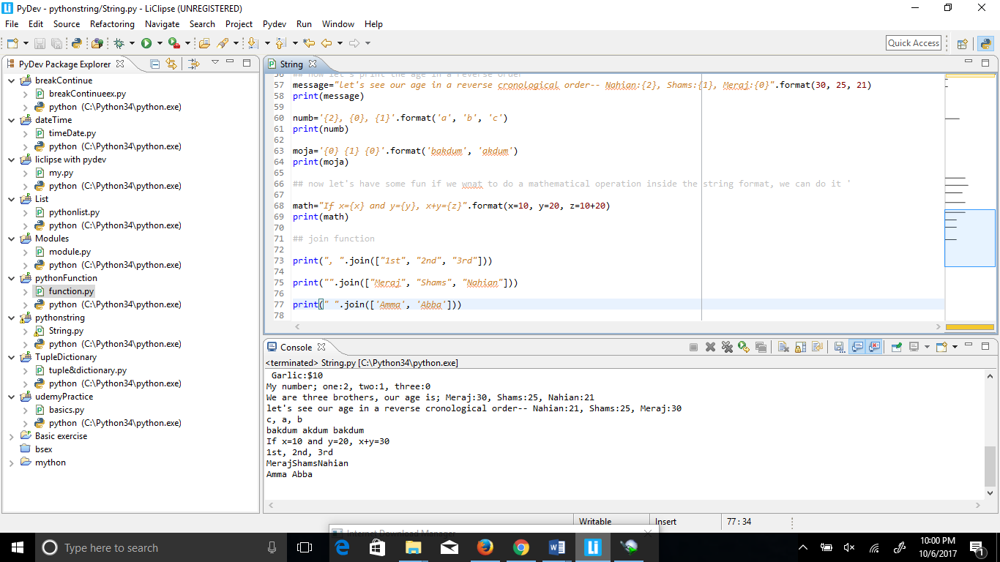 PyDev - pythonstring/String.py - LiClipse (UNREGISTERED)
File Edit Source Refactoring Navigate Search Project Pydev Run Window Help
Quick Access
PyDev Package Explorer
breakContinue
breakContinueex.py
python (C:\Python34\python.exe)
dateTime
timeDate.py
python (C:\Python34\python.exe)
liclipse with pydev
my.py
python (C:\Python34\python.exe)
List
pythonlist.py
python (C:\Python34\python.exe)
Modules
module.py
python (C:\Python34\python.exe)
pythonFunction
function.py
python (C:\Python34\python.exe)
pythonstring
String.py
python (C:\Python34\python.exe)
TupleDictionary
tuple&dictionary.py
python (C:\Python34\python.exe)
udemyPractice
basics.py
python (C:\Python34\python.exe)
Basic exercise
bsex
mython
String
56 ## now let's print the age in a reverse order
57 message="Let's see our age in a reverse cronological order-- Nahian:{2}, Shams:{1}, Meraj:{0}".format(30, 25, 21)
58 print(message)
59
60 numb='{2}, {0}, {1}'.format('a', 'b', 'c')
61 print(numb)
62
63 moja='{0} {1} {0}'.format('bakdum', 'akdum')
64 print(moja)
65
66 ## now let's have some fun if we wnat to do a mathematical operation inside the string format, we can do it '
67
68 math="If x={x} and y={y}, x+y={z}".format(x=10, y=20, z=10+20)
69 print(math)
70
71 ## join function
72
73 print(", ".join(["1st", "2nd", "3rd"]))
74
75 print("".join(["Meraj", "Shams", "Nahian"]))
76
77 print(" ".join(['Amma', 'Abba']))
78
Console
<terminated> String.py [C:\Python34\python.exe]
Garlic:$10
My number; one:2, two:1, three:0
We are three brothers, our age is; Meraj:30, Shams:25, Nahian:21
let's see our age in a reverse cronological order-- Nahian:21, Shams:25, Meraj:30
c, a, b
bakdum akdum bakdum
If x=10 and y=20, x+y=30
1st, 2nd, 3rd
MerajShamsNahian
Amma Abba
Writable Insert 77 : 34
Internet Download Manager
Type here to search
10:00 PM
10/6/2017
1